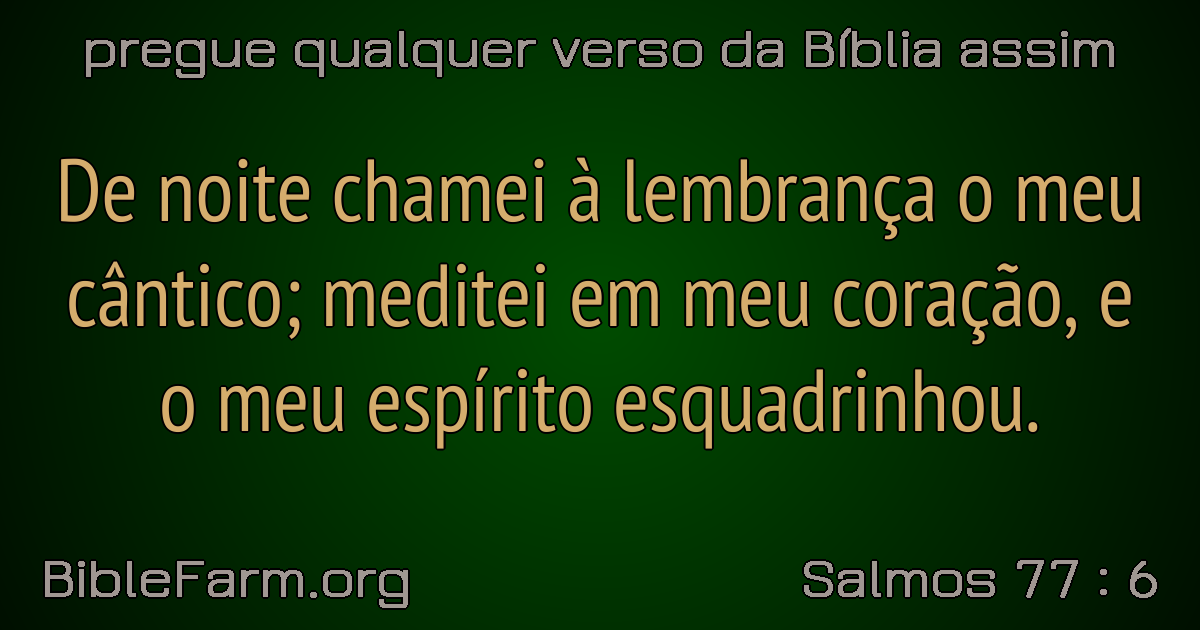 pregue qualquer verso da Bíblia assim
De noite chamei à lembrança o meu
cântico; meditei em meu coração, e
o meu espírito esquadrinhou.
BibleFarm.org
Salmos 77 : 6